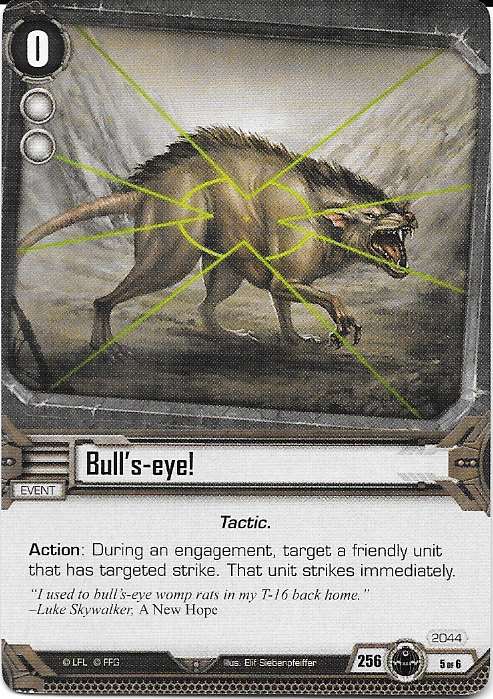 0
Bull's-eye!
EVENT
Tactic.
Action: During an engagement, target a friendly unit
that has targeted strike. That unit strikes immediately.
"I used to bull's-eye womp rats in my T-16 back home."
–Luke Skywalker, A New Hope
2044
© LFL © FFG
Illus. Elif Siebenpfeiffer
256
5 OF 6